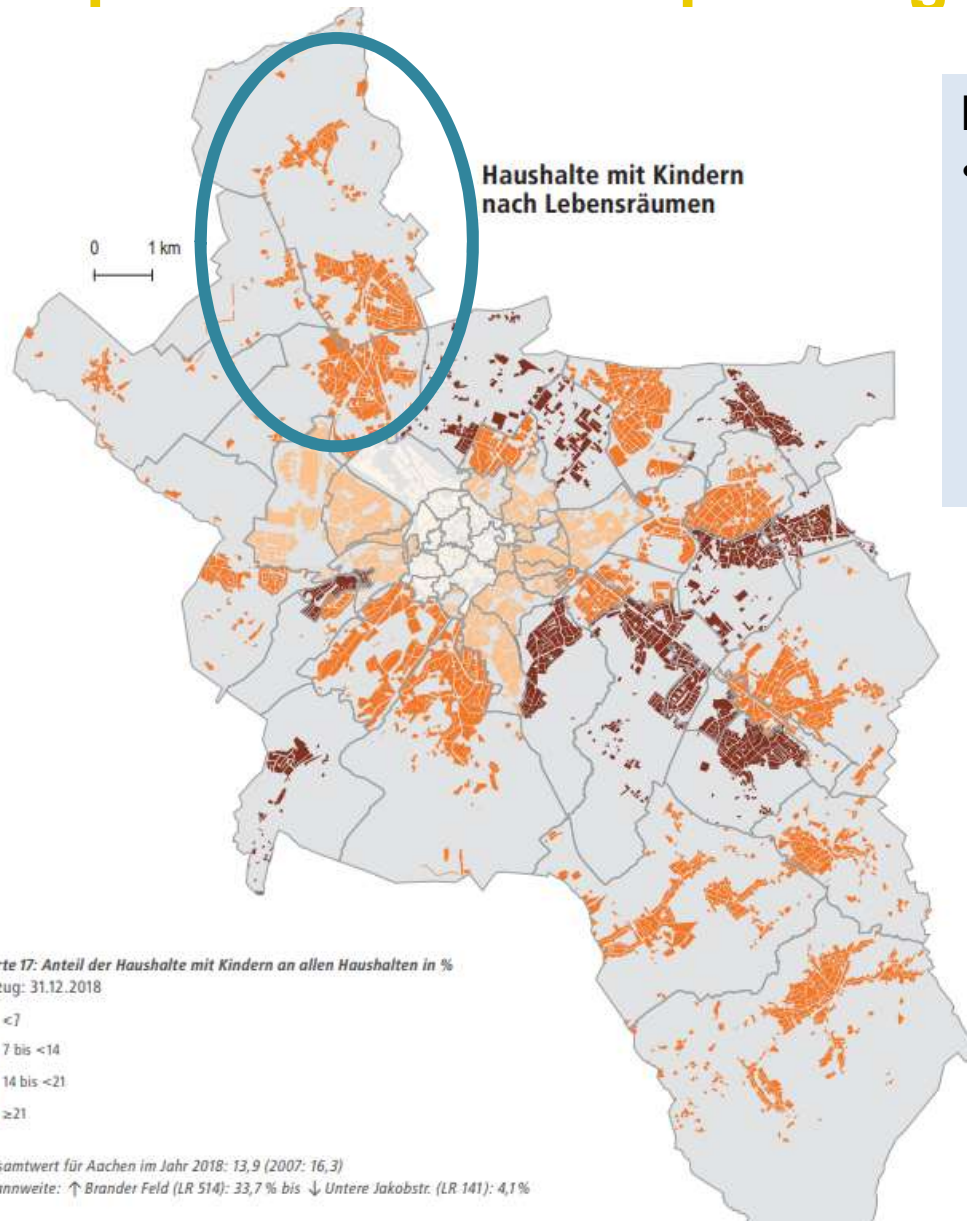 Haushalte mit Kindern
nach Lebensräumen
0 1 km
rte 17: Anteil der Haushalte mit Kindern an allen Haushalten in %
zug: 31.12.2018
<7
7 bis <14
14 bis <21
≥21
samtwert für Aachen im Jahr 2018: 13,9 (2007: 16,3)
annweite: ↑ Brander Feld (LR 514): 33,7 % bis ↓ Untere Jakobstr. (LR 141): 4,1 %